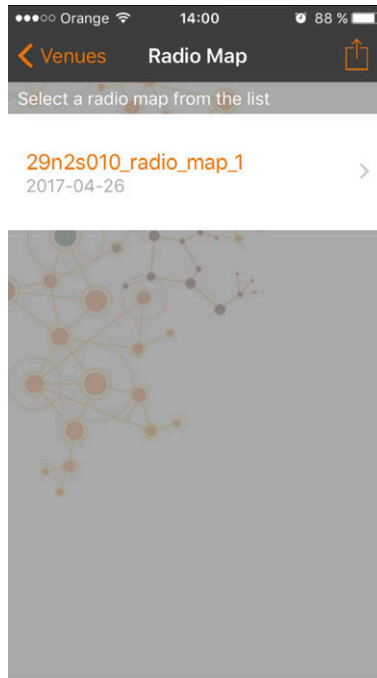 Orange 14:00 88 %
Venues Radio Map
Select a radio map from the list
29n2s010_radio_map_1
2017-04-26